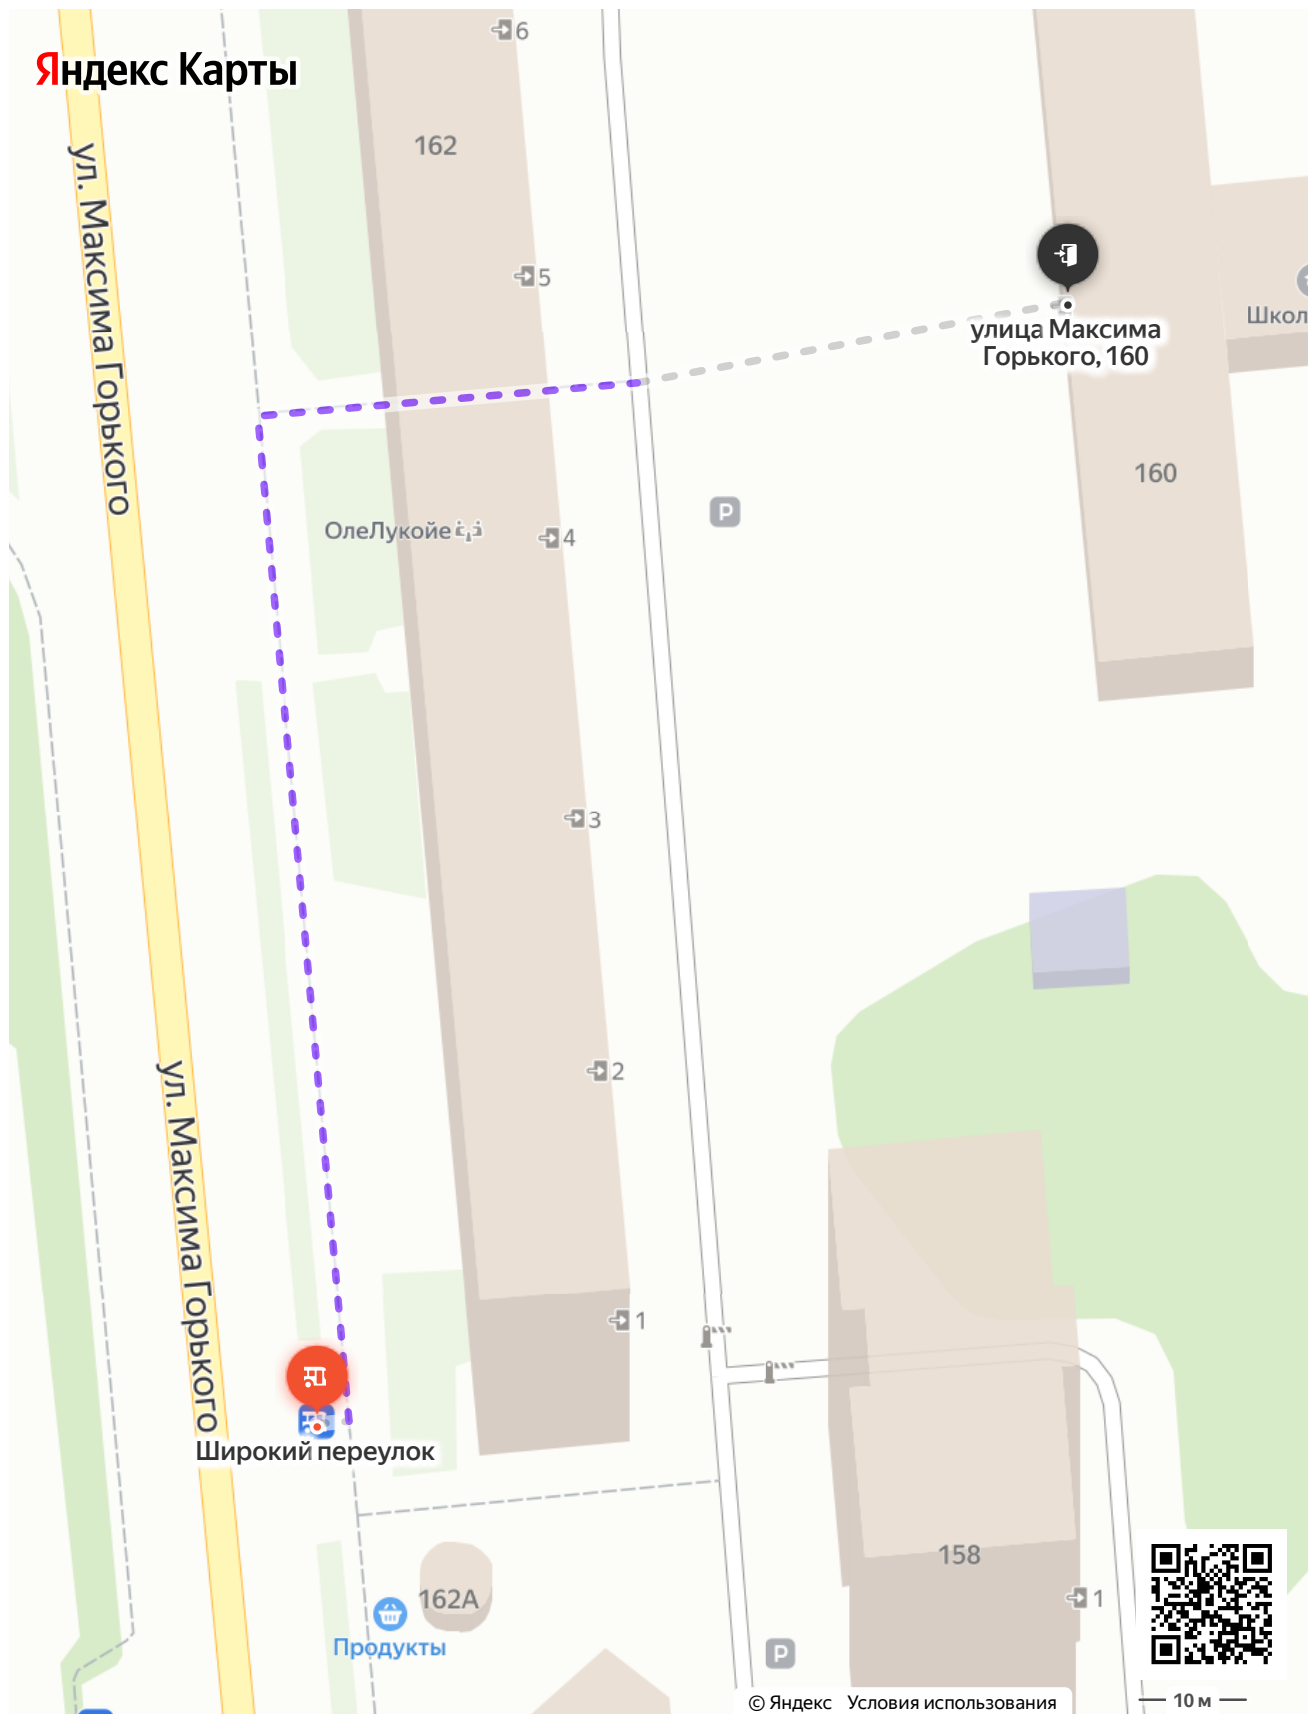 6
Яндекс Карты
162
ул. Максима Горького
5
улица Максима
Горького, 160
Школ
160
ОлеЛукойе
4
P
3
2
ул. Максима Горького
1
Широкий переулок
158
162А
1
Продукты
P
© Яндекс Условия использования
10 м